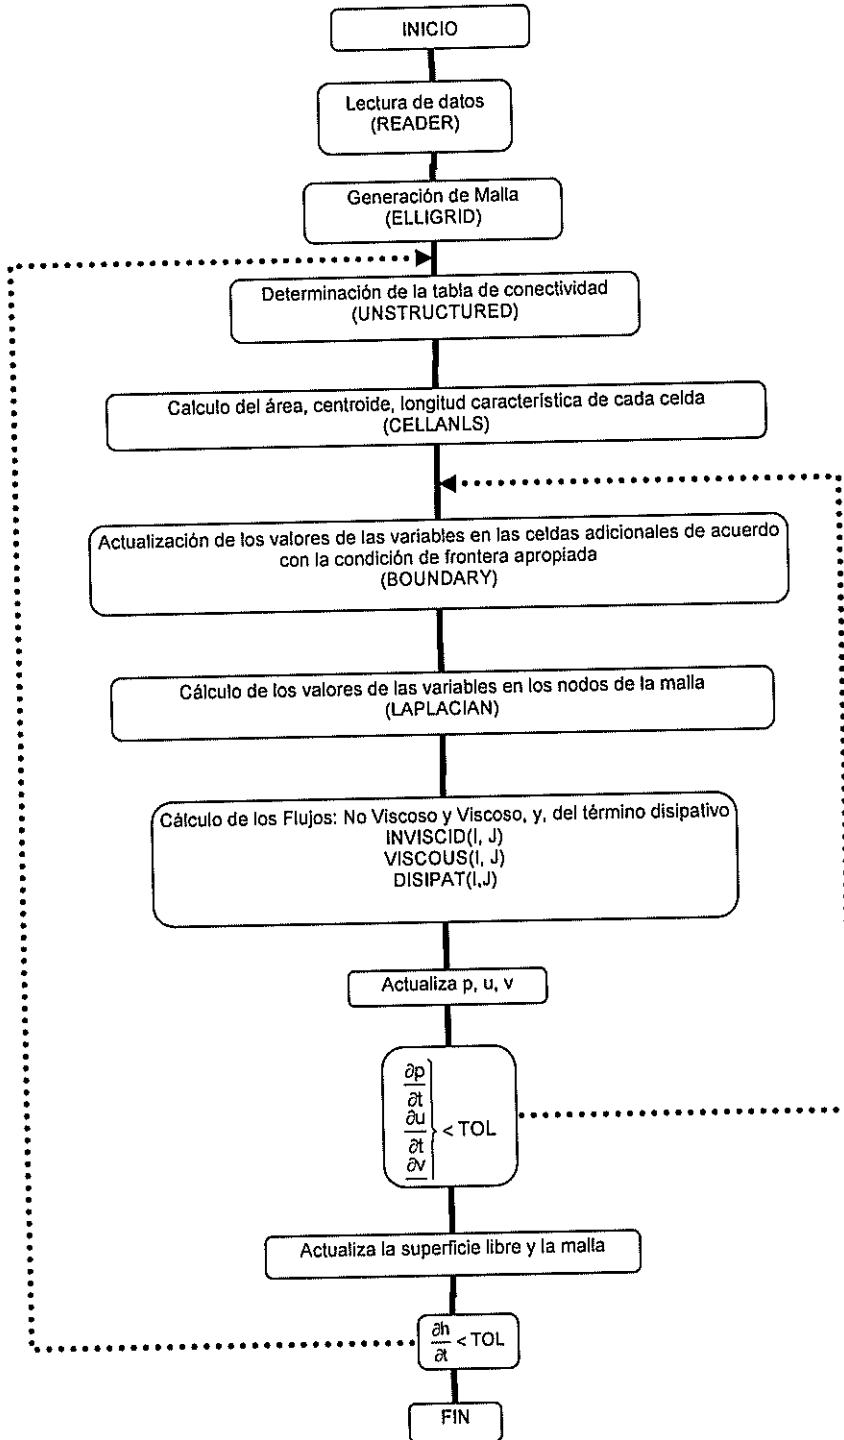 INICIO
Lectura de datos
(READER)
Generación de Malla
(ELLIGRID)
Determinación de la tabla de conectividad
(UNSTRUCTURED)
Calculo del área, centroide, longitud característica de cada celda
(CELLANLS)
Actualización de los valores de las variables en las celdas adicionales de acuerdo
con la condición de frontera apropiada
(BOUNDARY)
Cálculo de los valores de las variables en los nodos de la malla
(LAPLACIAN)
Cálculo de los Flujos: No Viscoso y Viscoso, y, del término disipativo
INVISCID(I, J)
VISCOUS(I, J)
DISIPAT(I,J)
Actualiza p, u, v
∂p
∂t
∂u
∂t
∂v
< TOL
Actualiza la superficie libre y la malla
∂h
∂t
< TOL
FIN